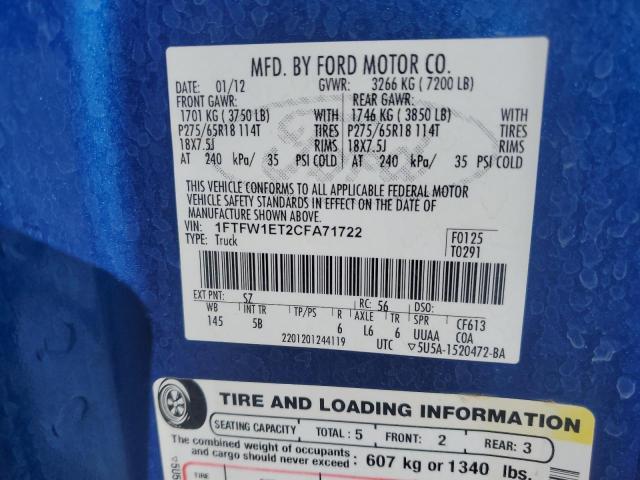 MFD. BY FORD MOTOR CO.
DATE: 01/12 GVWR: 3266 KG ( 7200 LB)
FRONT GAWR: REAR GAWR:
1701 KG ( 3750 LB) WITH 1746 KG ( 3850 LB) WITH
P275/65R18 114T TIRES P275/65R18 114T TIRES
18X7.5J RIMS 18X7.5J RIMS
AT 240 kPa/ 35 PSI COLD AT 240 kPa/ 35 PSI COLD
THIS VEHICLE CONFORMS TO ALL APPLICABLE FEDERAL MOTOR
VEHICLE SAFETY STANDARDS IN EFFECT ON THE DATE OF
MANUFACTURE SHOWN ABOVE.
VIN: 1FTFW1ET2CFA71722 F0125
TYPE: Truck T0291
EXT PNT: SZ RC: 56 DSO:
WB INT TR TP/PS R AXLE TR SPR CF613
145 5B 6 L6 6 UUAA COA
2201201244119 UTC ▽5U5A-1520472-BA
Ford
TIRE AND LOADING INFORMATION
SEATING CAPACITY TOTAL : 5 FRONT: 2 REAR: 3
The combined weight of occupants
and cargo should never exceed : 607 kg or 1340 lbs.
TIRE
▽5U5